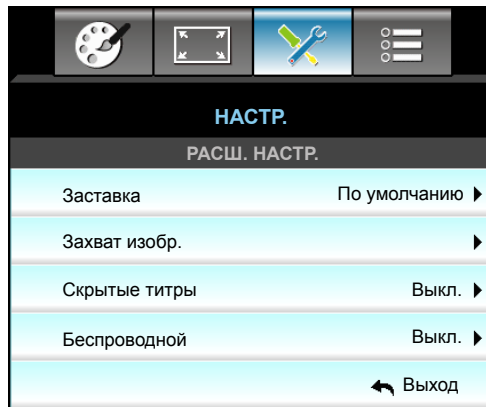 НАСТР.
РАСШ. НАСТР.
Заставка По умолчанию
Захват изобр.
Скрытые титры Выкл.
Беспроводной Выкл.
Выход